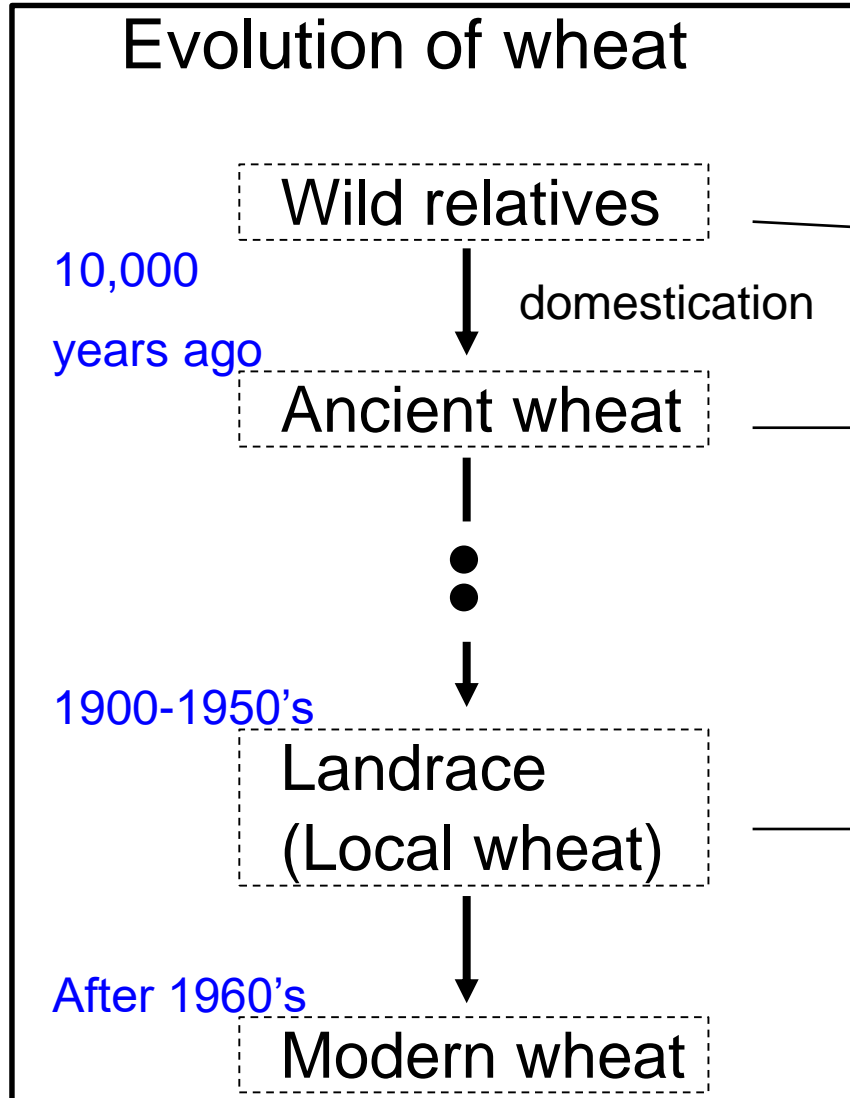 Evolution of wheat
Wild relatives
10,000
years ago
domestication
Ancient wheat
1900-1950’s
Landrace
(Local wheat)
After 1960’s
Modern wheat